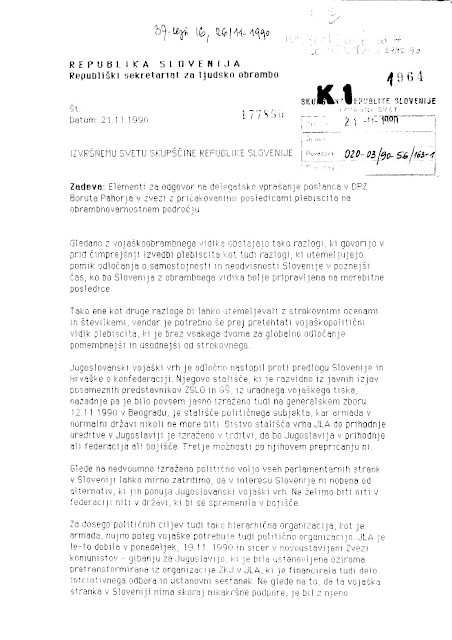 37. seji 16, 26/11-1990
REPUBLIKA SLOVENIJA
Republiški sekretariat za ljudsko obrambo
1964
K1
SKUPŠČINA REPUBLIKE SLOVENIJE
IZVRŠNI SVET
Št.
177890
Datum: 21.11.1990
21-11-1990
IZVRŠNEMU SVETU SKUPŠČINE REPUBLIKE SLOVENIJE
Povezava
020-03/90-56/163-1
Zadeva: Elementi za odgovor na delegatsko vprašanje poslanca v DPZ
Boruta Pahorja v zvezi z pričakovanimi posledicami plebiscita na
obrambnovarnostnem področju
Gledano z vojaškoobrambnega vidika obstajajo tako razlogi, ki govorijo v
prid čimprejšnji izvedbi plebiscita kot tudi razlogi, ki utemeljujejo
pomik odločanja o samostojnosti in neodvisnosti Slovenije v poznejši
čas, ko bo Slovenija z obrambnega vidika bolje pripravljena na morebitne
posledice.
Tako ene kot druge razloge bi lahko utemeljevali z strokovnimi ocenami
in številkami, vendar je potrebno še prej pretehtati vojaškopolitični
vidik plebiscita, ki je brez vsakega dvoma za globalno odločanje
pomembnejši in usodnejši od strokovnega.
Jugoslovanski vojaški vrh je odločno nastopil proti predlogu Slovenije in
Hrvaške o konfederaciji. Njegovo stališče, ki je razvidno iz javnih izjav
posameznih predstavnikov ZSLO in GŠ, iz uradnega vojaškega tiska,
nazadnje pa je bilo povsem jasno izraženo tudi na generalskem zboru
12.11.1990 v Beogradu, je stališče političnega subjekta, kar armada v
normalni državi nikoli ne more biti. Bistvo stališča vrha JLA do prihodnje
ureditve v Jugoslaviji je izraženo v trditvi, da bo Jugoslavija v prihodnje
ali federacija ali bojišče. Tretje možnosti po njihovem prepričanju ni.
Glede na nedvoumno izraženo politično voljo vseh parlamentarnih strank
v Sloveniji lahko mirno zatrdimo, da v interesu Slovenije ni nobena od
alternativ, ki jin ponuja Jugoslovanski vojaški vrh. Ne želimo biti niti v
federaciji niti v državi, ki bi se spremenila v bojišče.
Za dosego političnih ciljev tudi tako hierarhična organizacija, kot je
armada, nujno poleg vojaške potrebuje tudi politično organizacijo. JLA je
le-to dobila v ponedeljek, 19.11.1990 in sicer v novoustavljeni Zvezi
komunistov - gibanju za Jugoslavijo, ki je bila ustanovljena oziroma
pretransformirana iz organizacije ZKJ v JLA, ki je financirala tudi delo
iniciativnega odbora in ustanovni sestanek. Ne glede na to, da ta vojaška
stranka v Sloveniji nima skoraj nikakršne podpore, je bil z njeno